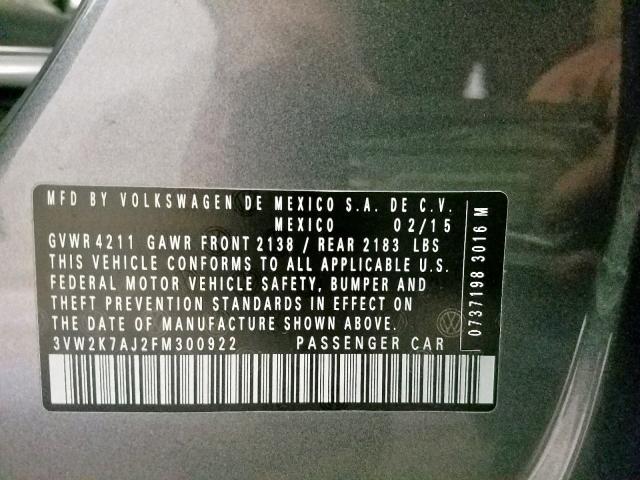 MFD BY VOLKSWAGEN DE MEXICO S.A. DE C.V.
MEXICO 02/15
GVWR 4211 GAWR FRONT 2138 / REAR 2183 LBS
THIS VEHICLE CONFORMS TO ALL APPLICABLE U.S.
FEDERAL MOTOR VEHICLE SAFETY, BUMPER AND
THEFT PREVENTION STANDARDS IN EFFECT ON
THE DATE OF MANUFACTURE SHOWN ABOVE.
3VW2K7AJ2FM300922 PASSENGER CAR
0737198 3016 M